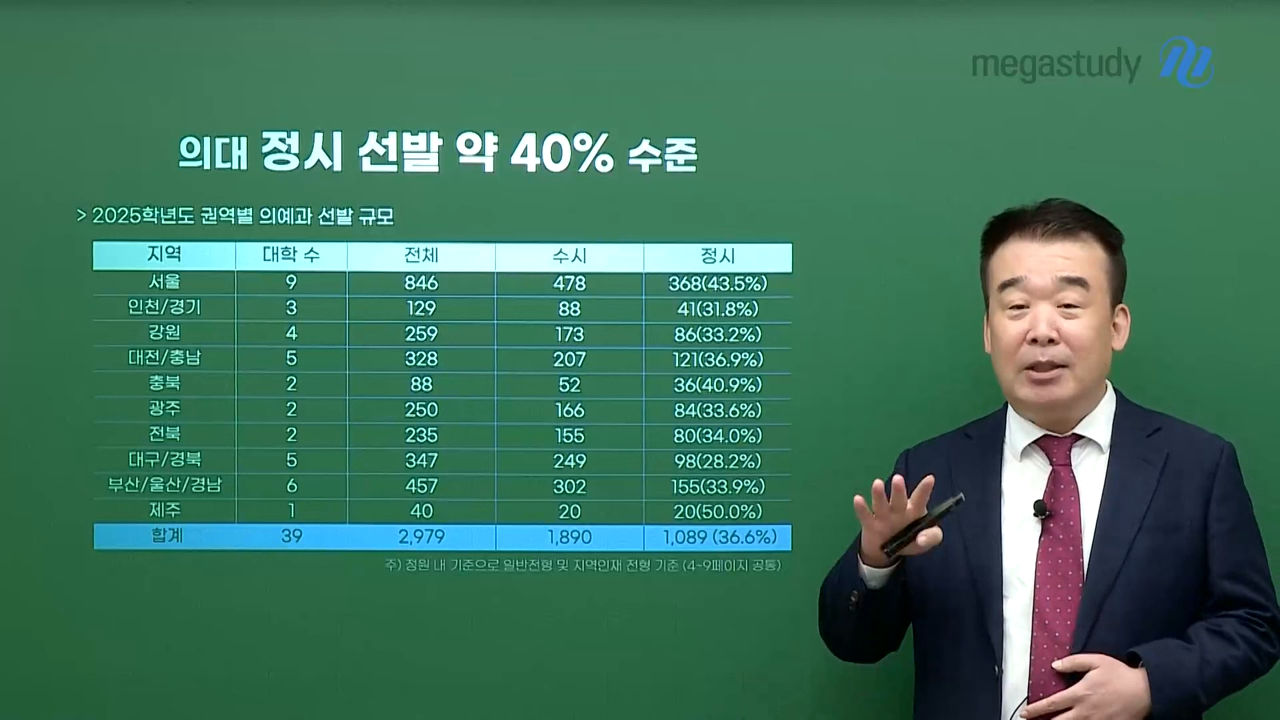 megastudy
의대 정시 선발 약 40% 수준
> 2025학년도 권역별 의예과 선발 규모
지역 대학 수 전체 수시 정시
서울 9 846 478 368(43.5%)
인천/경기 3 129 88 41(31.8%)
강원 4 259 173 86(33.2%)
대전/충남 5 328 207 121(36.9%)
충북 2 88 52 36(40.9%)
광주 2 250 166 84(33.6%)
전북 2 235 155 80(34.0%)
대구/경북 5 347 249 98(28.2%)
부산/울산/경남 6 457 302 155(33.9%)
제주 1 40 20 20(50.0%)
합계 39 2,979 1,890 1,089 (36.6%)
주) 정원 내 기준으로 일반전형 및 지역인재 전형 기준 (4~9페이지 공통)